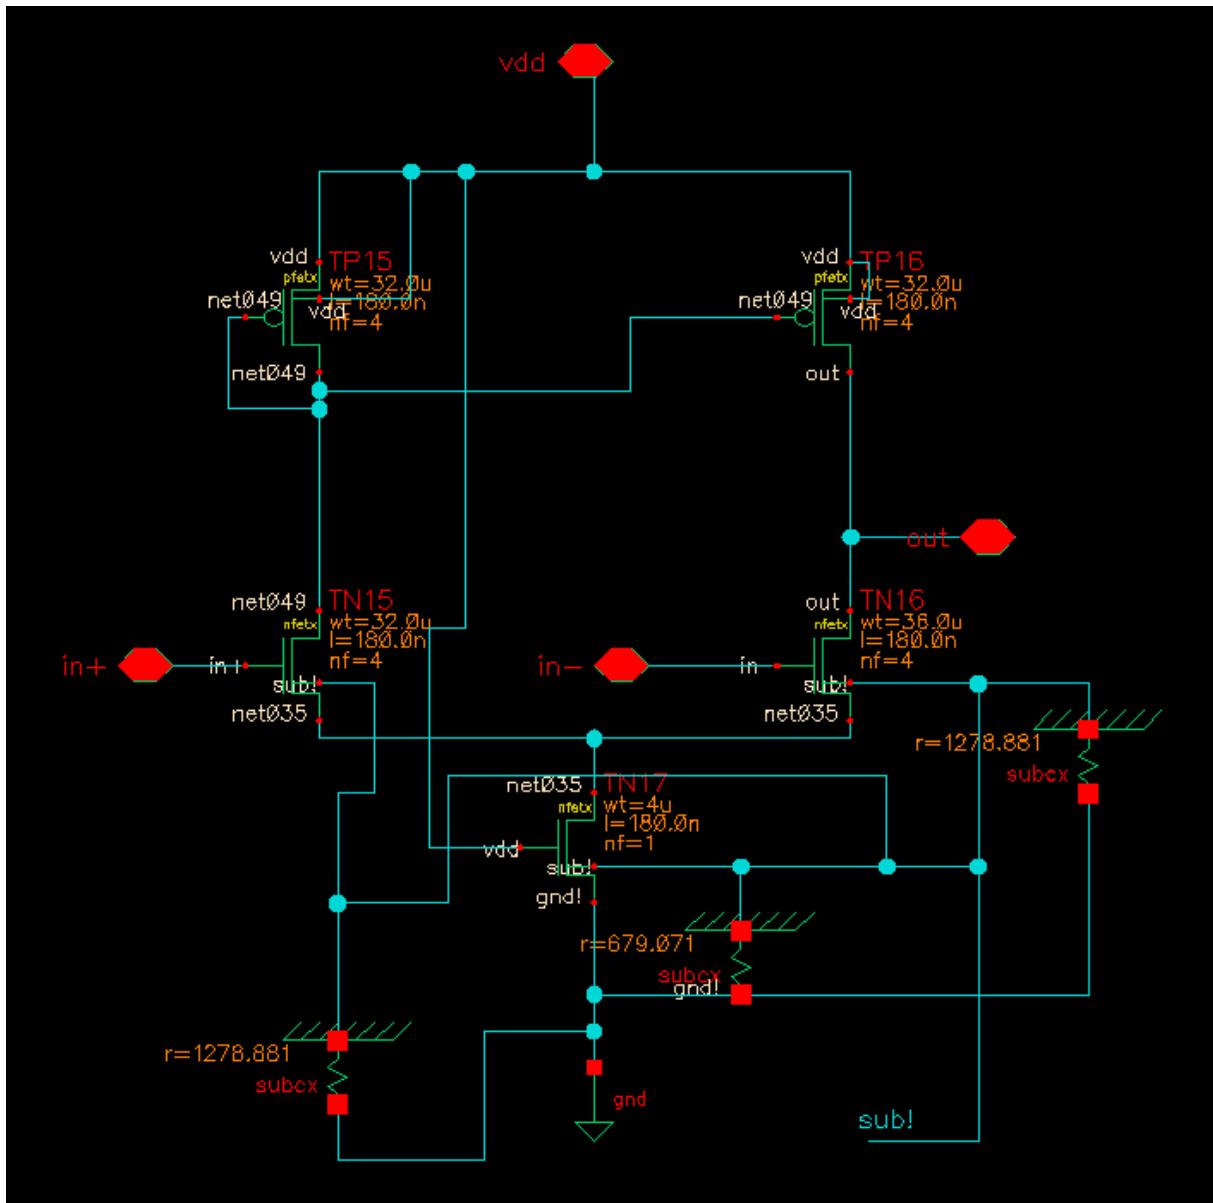 vdd
vdd
TP15
pfetx
wt=32.0u
l=180.0n
nf=4
net049
vdd
net049
vdd
TP16
pfetx
wt=32.0u
l=180.0n
nf=4
net049
vdd
out
out
net049
TN15
nfetx
wt=32.0u
l=180.0n
nf=4
in+
in+
sub!
net035
out
TN16
nfetx
wt=36.0u
l=180.0n
nf=4
in-
in
sub!
net035
r=1278.881
subcx
net035
TN17
nfetx
wt=4u
l=180.0n
nf=1
vdd
sub!
gnd!
r=679.071
subcx
gnd!
r=1278.881
subcx
gnd
sub!